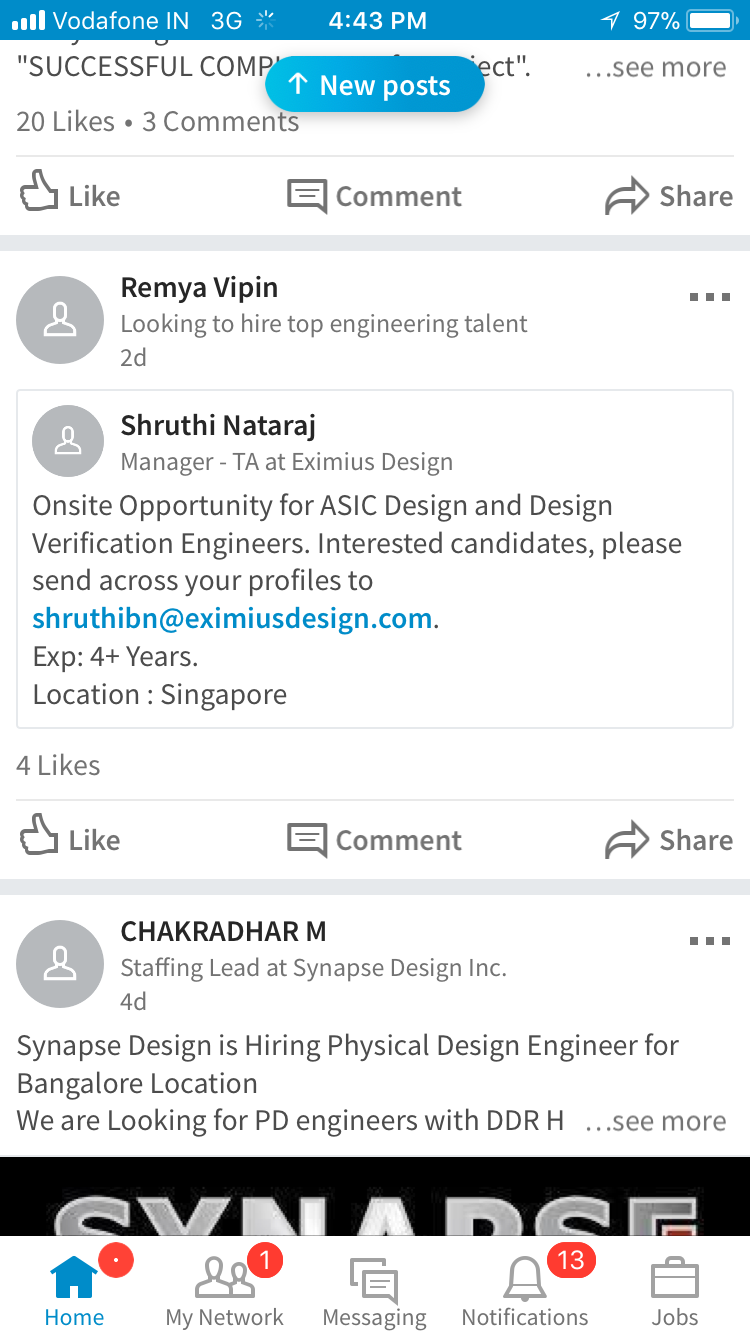 Vodafone IN 3G 4:43 PM 97%
"SUCCESSFUL ect". ...see more
↑ New posts
20 Likes • 3 Comments
Like Comment Share
Remya Vipin
Looking to hire top engineering talent
2d
Shruthi Nataraj
Manager - TA at Eximius Design
Onsite Opportunity for ASIC Design and Design
Verification Engineers. Interested candidates, please
send across your profiles to
shruthibn@eximiusdesign.com.
Exp: 4+ Years.
Location : Singapore
4 Likes
Like Comment Share
CHAKRADHAR M
Staffing Lead at Synapse Design Inc.
4d
Synapse Design is Hiring Physical Design Engineer for
Bangalore Location
We are Looking for PD engineers with DDR H ...see more
SYNAPSE
1 13
Home My Network Messaging Notifications Jobs